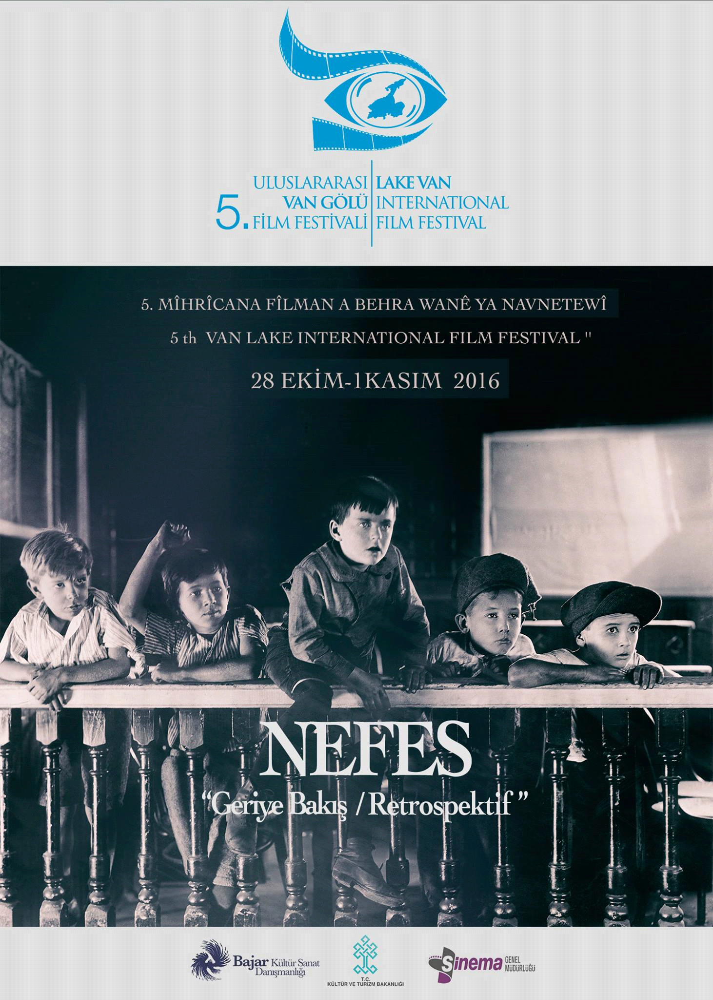 5.
ULUSLARARASI
VAN GÖLÜ
FİLM FESTİVALİ
LAKE VAN
INTERNATIONAL
FILM FESTIVAL
5. MÎHRÎCANA FÎLMAN A BEHRA WANÊ YA NAVNETEWÎ
5 th VAN LAKE INTERNATIONAL FILM FESTIVAL "
28 EKİM-1KASIM 2016
NEFES
“Geriye Bakış / Retrospektif ”
Bajar Kültür Sanat
Danışmanlığı
T.C.
KÜLTÜR VE TURİZM BAKANLIĞI
Sinema GENEL
MÜDÜRLÜĞÜ